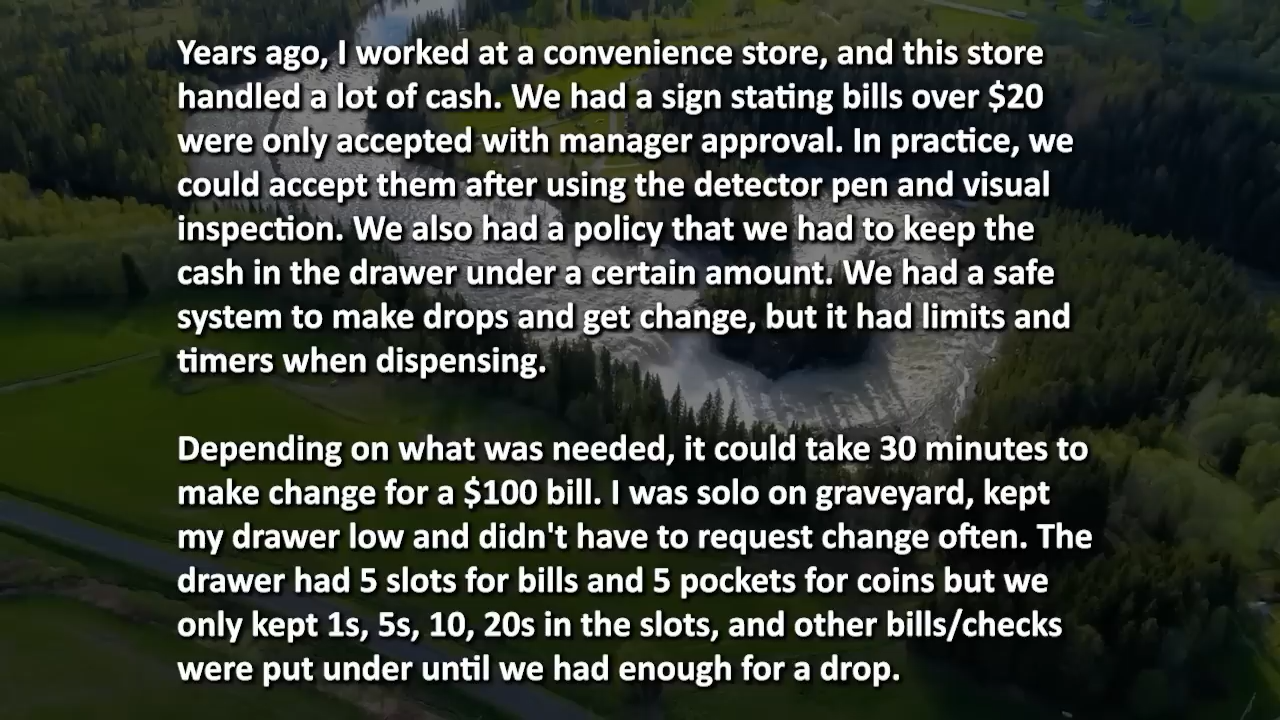 Years ago, I worked at a convenience store, and this store
handled a lot of cash. We had a sign stating bills over $20
were only accepted with manager approval. In practice, we
could accept them after using the detector pen and visual
inspection. We also had a policy that we had to keep the
cash in the drawer under a certain amount. We had a safe
system to make drops and get change, but it had limits and
timers when dispensing.
Depending on what was needed, it could take 30 minutes to
make change for a $100 bill. I was solo on graveyard, kept
my drawer low and didn't have to request change often. The
drawer had 5 slots for bills and 5 pockets for coins but we
only kept 1s, 5s, 10, 20s in the slots, and other bills/checks
were put under until we had enough for a drop.